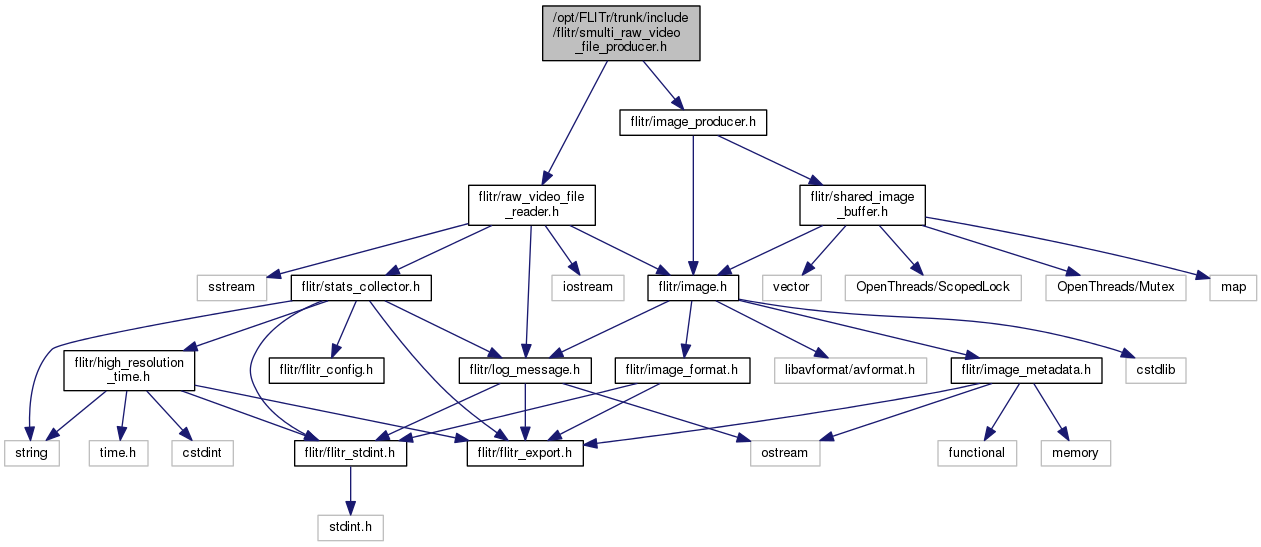 /opt/FLITr/trunk/include
/flitr/smulti_raw_video
_file_producer.h
flitr/image_producer.h
flitr/raw_video_file
_reader.h
flitr/shared_image
_buffer.h
sstream
flitr/stats_collector.h
iostream
flitr/image.h
vector
OpenThreads/ScopedLock
OpenThreads/Mutex
map
flitr/high_resolution
_time.h
flitr/flitr_config.h
flitr/log_message.h
flitr/image_format.h
libavformat/avformat.h
flitr/image_metadata.h
cstdlib
string
time.h
cstdint
flitr/flitr_stdint.h
flitr/flitr_export.h
ostream
functional
memory
stdint.h